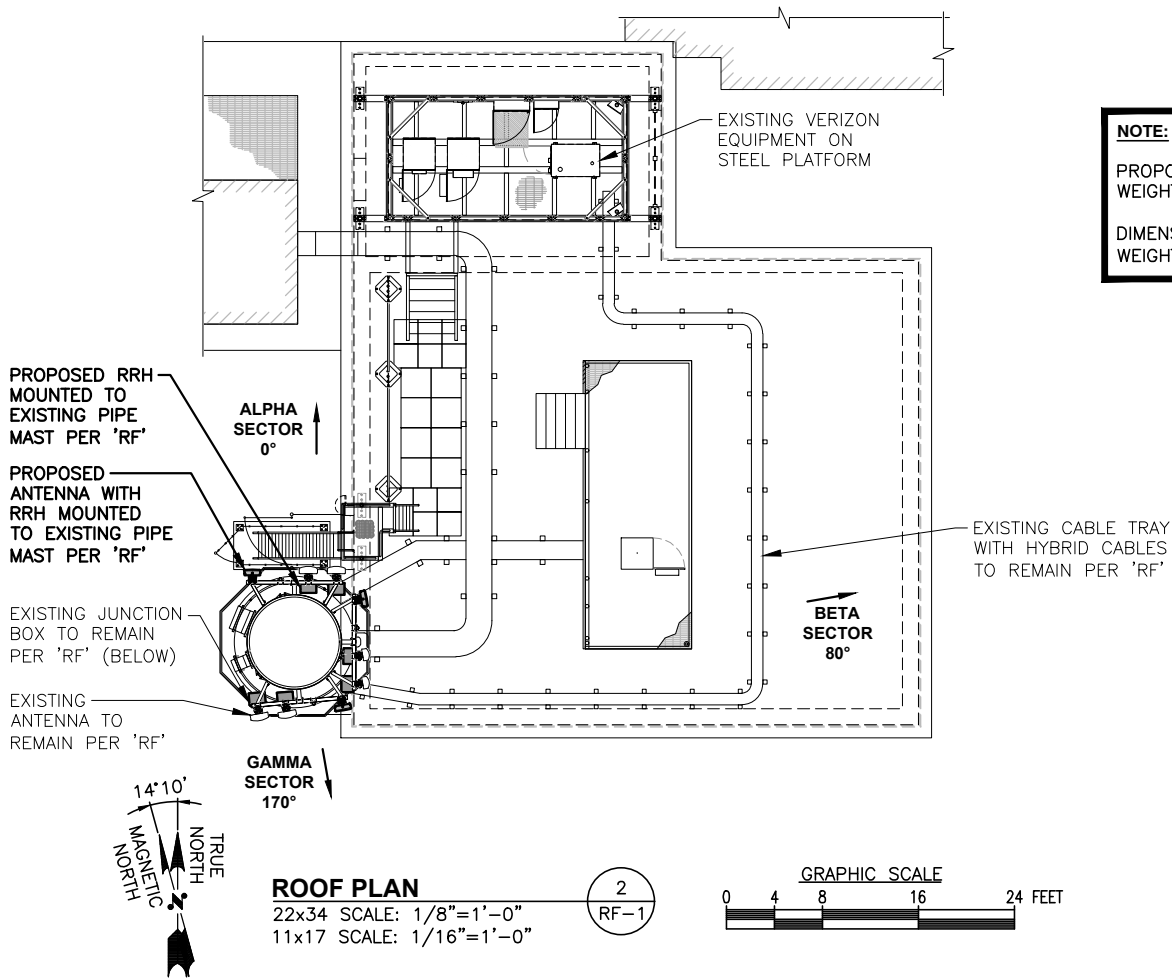 EXISTING VERIZON
EQUIPMENT ON
STEEL PLATFORM
NOTE:
PROPO
WEIGHT
DIMENS
WEIGHT
PROPOSED RRH
MOUNTED TO
EXISTING PIPE
MAST PER 'RF'
ALPHA
SECTOR
0°
PROPOSED
ANTENNA WITH
RRH MOUNTED
TO EXISTING PIPE
MAST PER 'RF'
EXISTING CABLE TRAY
WITH HYBRID CABLES
TO REMAIN PER 'RF'
EXISTING JUNCTION
BOX TO REMAIN
PER 'RF' (BELOW)
BETA
SECTOR
80°
EXISTING
ANTENNA TO
REMAIN PER 'RF'
GAMMA
SECTOR
170°
14°10'
TRUE
NORTH
MAGNETIC
NORTH
N
ROOF PLAN
22x34 SCALE: 1/8"=1'-0"
11x17 SCALE: 1/16"=1'-0"
2
RF-1
GRAPHIC SCALE
0 4 8 16 24 FEET